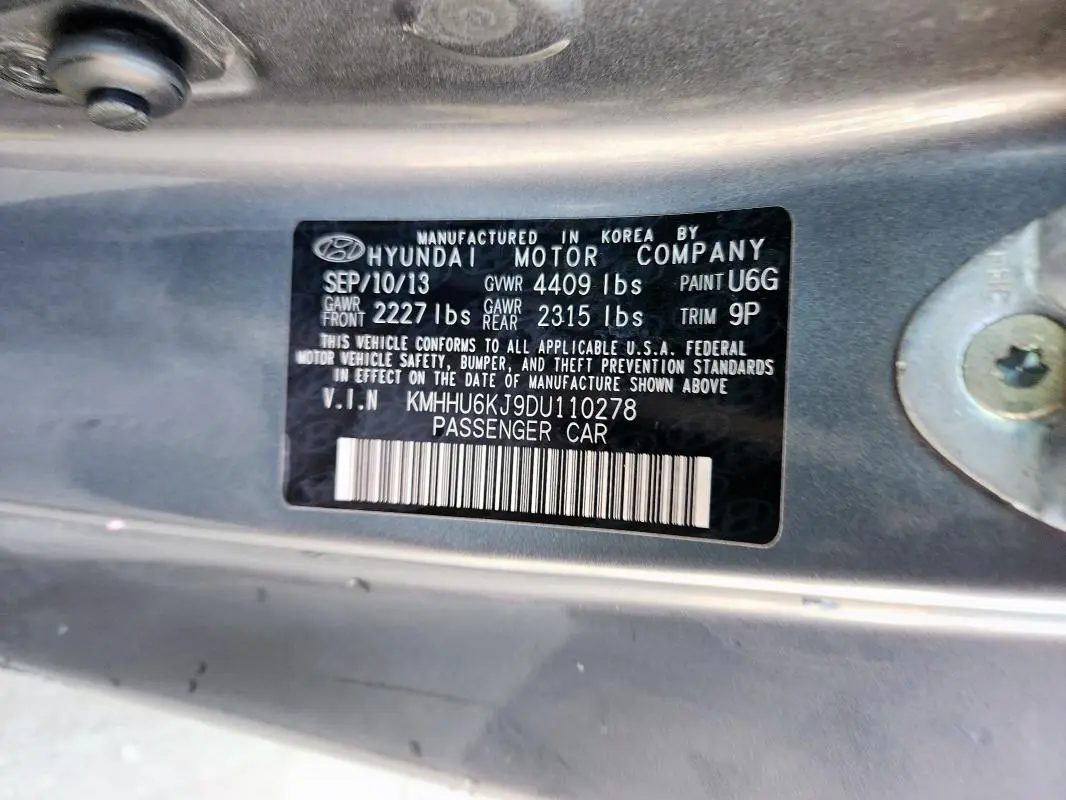 MANUFACTURED IN KOREA BY
HYUNDAI MOTOR COMPANY
SEP/10/13 GVWR 4409 lbs PAINT U6G
GAWR FRONT 2227 lbs GAWR REAR 2315 lbs TRIM 9P
THIS VEHICLE CONFORMS TO ALL APPLICABLE U.S.A. FEDERAL
MOTOR VEHICLE SAFETY, BUMPER, AND THEFT PREVENTION STANDARDS
IN EFFECT ON THE DATE OF MANUFACTURE SHOWN ABOVE
V.I.N KMHHU6KJ9DU110278
PASSENGER CAR